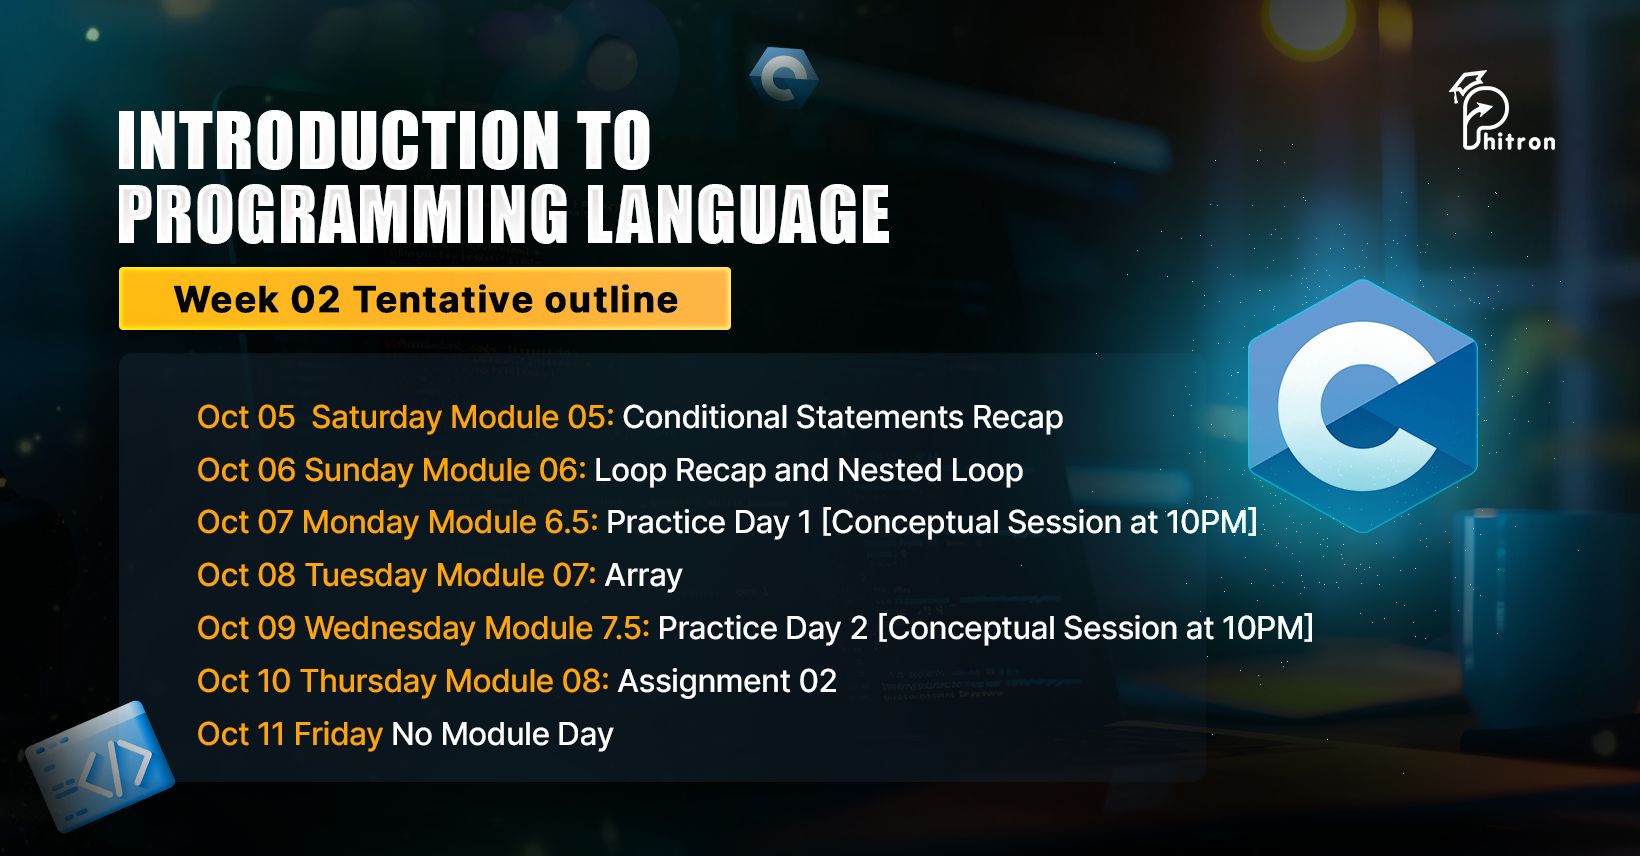 INTRODUCTION TO
PROGRAMMING LANGUAGE
Phitron
Week 02 Tentative outline
Oct 05 Saturday Module 05: Conditional Statements Recap
Oct 06 Sunday Module 06: Loop Recap and Nested Loop
Oct 07 Monday Module 6.5: Practice Day 1 [Conceptual Session at 10PM]
Oct 08 Tuesday Module 07: Array
Oct 09 Wednesday Module 7.5: Practice Day 2 [Conceptual Session at 10PM]
Oct 10 Thursday Module 08: Assignment 02
Oct 11 Friday No Module Day
C
C
</>